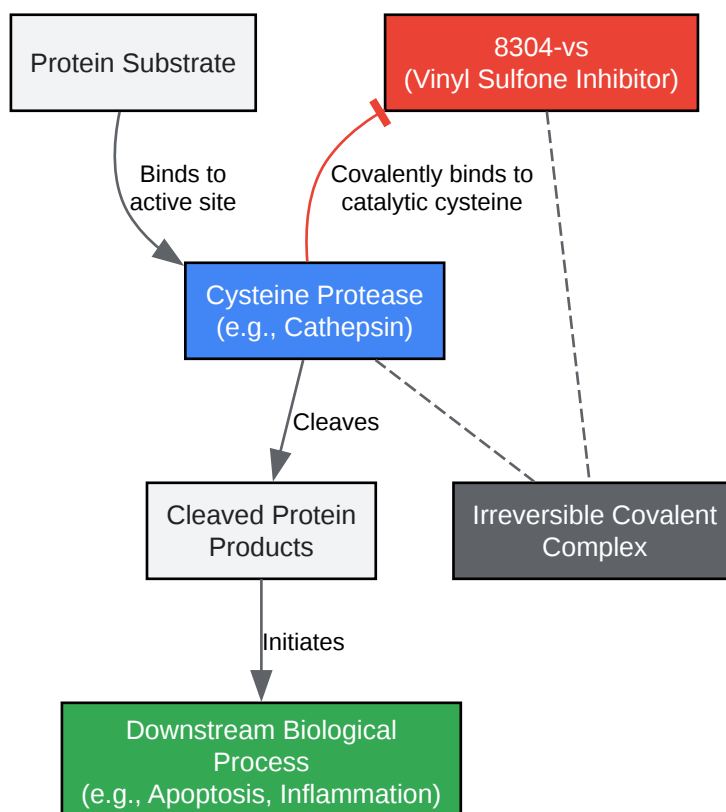 Protein Substrate
8304-vs
(Vinyl Sulfone Inhibitor)
Binds to
active site
Covalently binds to
catalytic cysteine
Cysteine Protease
(e.g., Cathepsin)
Cleaves
Cleaved Protein
Products
Irreversible Covalent
Complex
Initiates
Downstream Biological
Process
(e.g., Apoptosis, Inflammation)